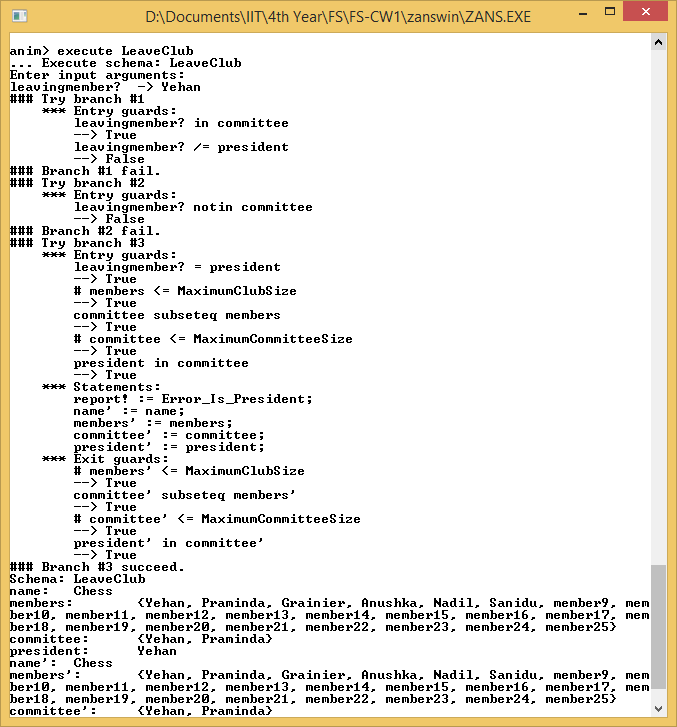 D:\Documents\IIT\4th Year\FS\FS-CW1\zanswin\ZANS.EXE
anim> execute LeaveClub
... Execute schema: LeaveClub
Enter input arguments:
leavingmember?  -> Yehan
### Try branch #1
    *** Entry guards:
        leavingmember? in committee
        --> True
        leavingmember? /= president
        --> False
### Branch #1 fail.
### Try branch #2
    *** Entry guards:
        leavingmember? notin committee
        --> False
### Branch #2 fail.
### Try branch #3
    *** Entry guards:
        leavingmember? = president
        --> True
        # members <= MaximumClubSize
        --> True
        committee subseteq members
        --> True
        # committee <= MaximumCommitteeSize
        --> True
        president in committee
        --> True
    *** Statements:
        report! := Error_Is_President;
        name' := name;
        members' := members;
        committee' := committee;
        president' := president;
    *** Exit guards:
        # members' <= MaximumClubSize
        --> True
        committee' subseteq members'
        --> True
        # committee' <= MaximumCommitteeSize
        --> True
        president' in committee'
        --> True
### Branch #3 succeed.
Schema: LeaveClub
name:   Chess
members:        {Yehan, Praminda, Grainier, Anushka, Nadil, Sanidu, member9, mem
ber10, member11, member12, member13, member14, member15, member16, member17, mem
ber18, member19, member20, member21, member22, member23, member24, member25}
committee:      {Yehan, Praminda}
president:      Yehan
name':  Chess
members':       {Yehan, Praminda, Grainier, Anushka, Nadil, Sanidu, member9, mem
ber10, member11, member12, member13, member14, member15, member16, member17, mem
ber18, member19, member20, member21, member22, member23, member24, member25}
committee':     {Yehan, Praminda}